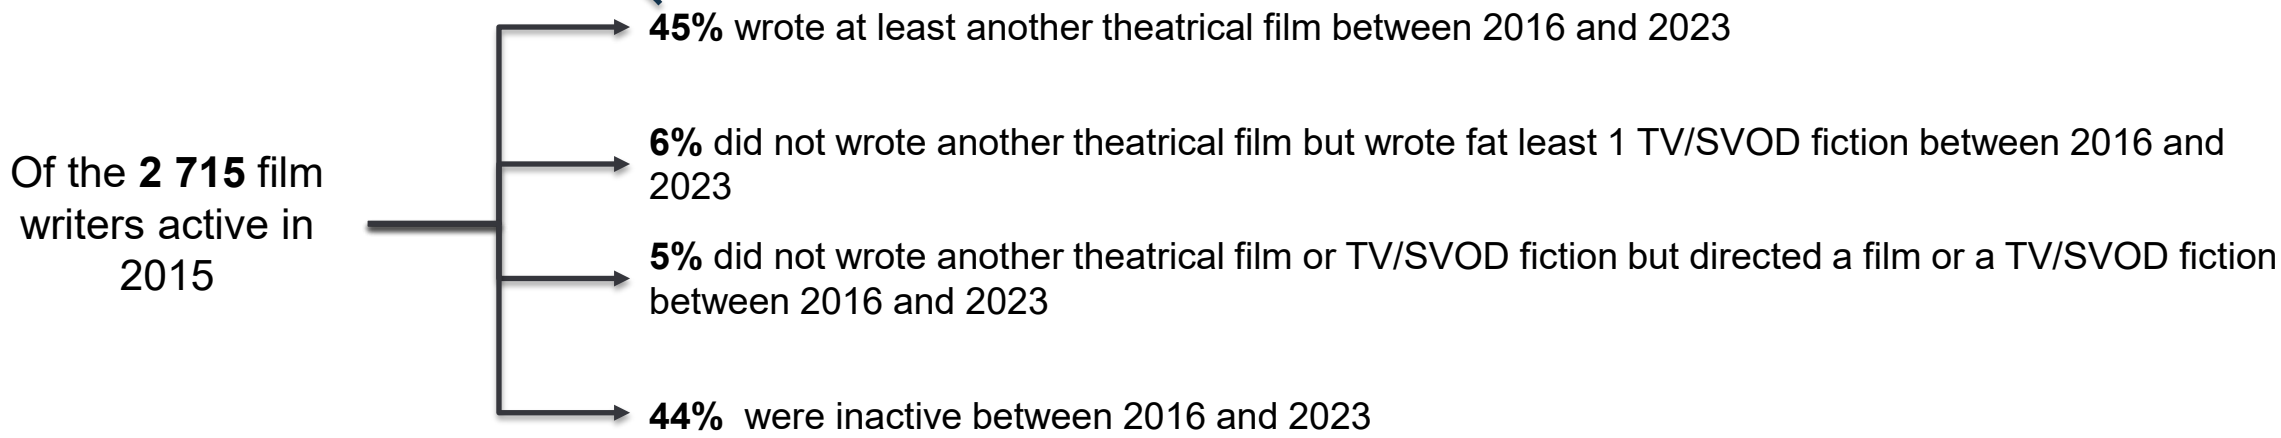 45% wrote at least another theatrical film between 2016 and 2023
6% did not wrote another theatrical film but wrote fat least 1 TV/SVOD fiction between 2016 and
2023
Of the 2 715 film
writers active in
2015
5% did not wrote another theatrical film or TV/SVOD fiction but directed a film or a TV/SVOD fiction
between 2016 and 2023
44% were inactive between 2016 and 2023